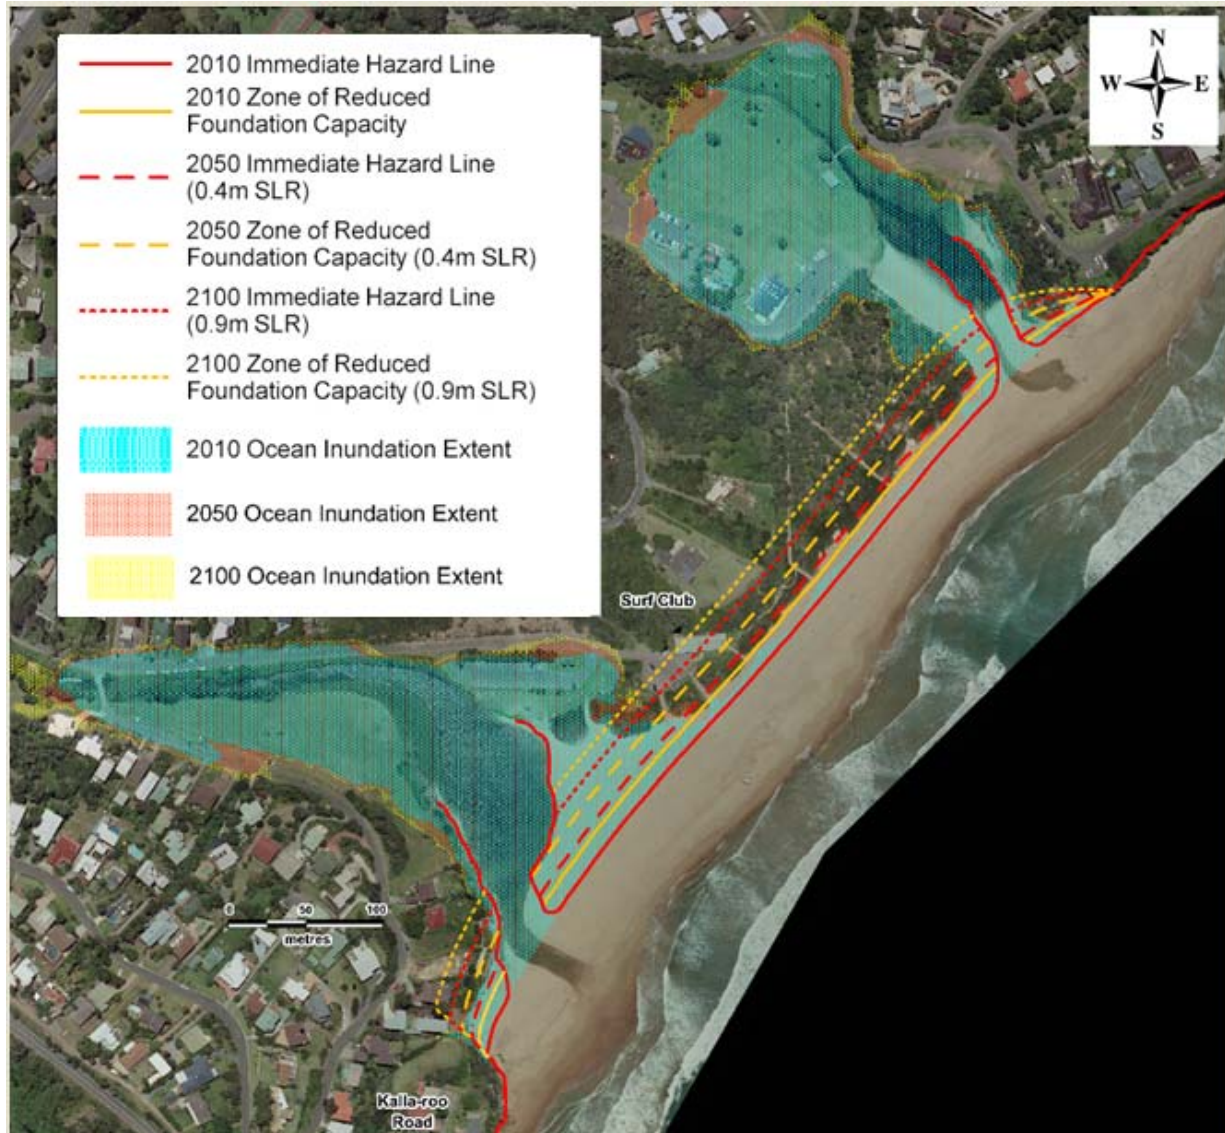 2010 Immediate Hazard Line
2010 Zone of Reduced
Foundation Capacity
2050 Immediate Hazard Line
(0.4m SLR)
2050 Zone of Reduced
Foundation Capacity (0.4m SLR)
2100 Immediate Hazard Line
(0.9m SLR)
2100 Zone of Reduced
Foundation Capacity (0.9m SLR)
2010 Ocean Inundation Extent
2050 Ocean Inundation Extent
2100 Ocean Inundation Extent
N
W E
S
Surf Club
0 50 100
metres
Kalla-roo
Road